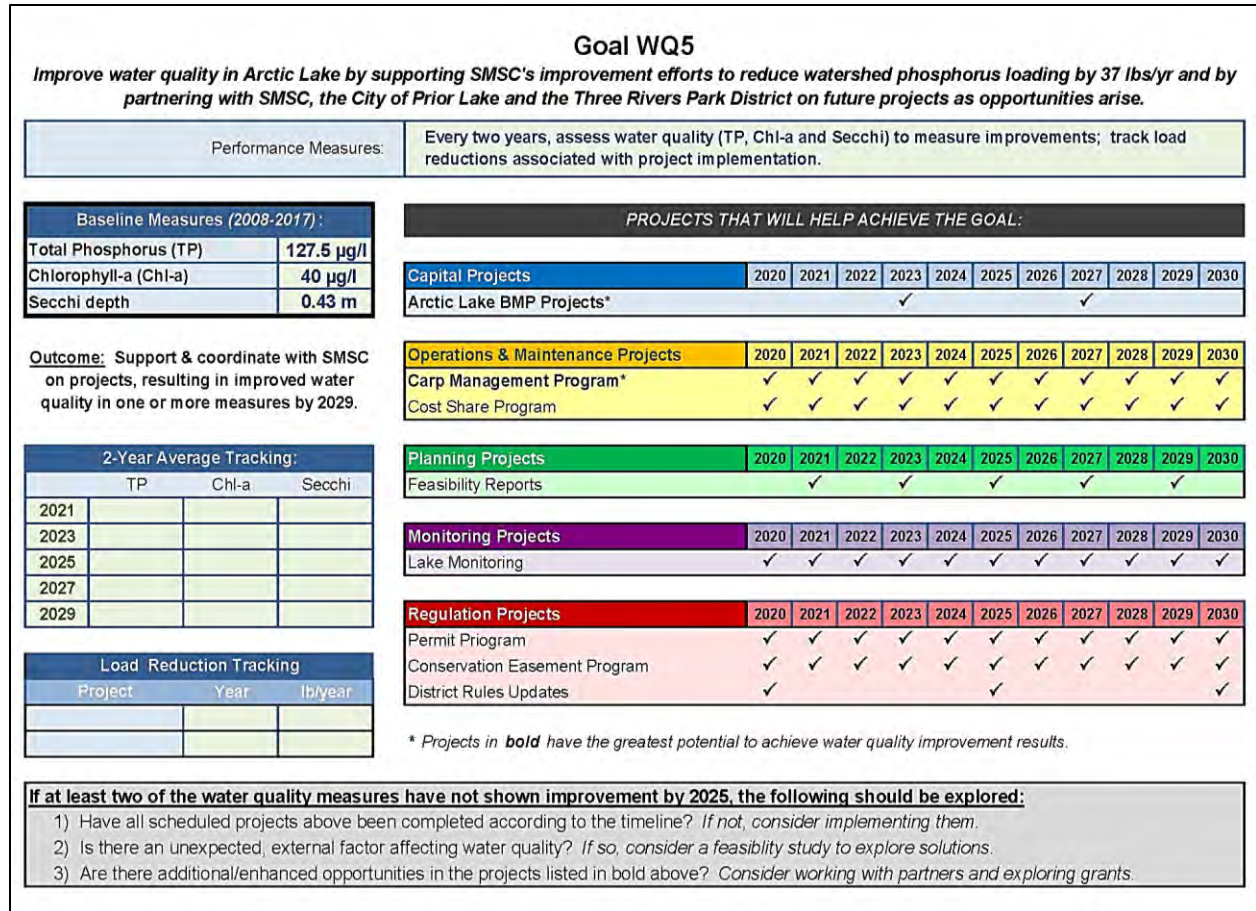 Goal WQ5
Improve water quality in Arctic Lake by supporting SMSC's improvement efforts to reduce watershed phosphorus loading by 37 lbs/yr and by
partnering with SMSC, the City of Prior Lake and the Three Rivers Park District on future projects as opportunities arise.
Performance Measures:
Every two years, assess water quality (TP, Chl-a and Secchi) to measure improvements; track load
reductions associated with project implementation.
Baseline Measures (2008-2017):
Total Phosphorus (TP) 127.5 µg/l
Chlorophyll-a (Chl-a) 40 µg/l
Secchi depth 0.43 m
Outcome: Support & coordinate with SMSC
on projects, resulting in improved water
quality in one or more measures by 2029.
2-Year Average Tracking:
TP Chl-a Secchi
2021
2023
2025
2027
2029
Load Reduction Tracking
Project Year lb/year
PROJECTS THAT WILL HELP ACHIEVE THE GOAL:
Capital Projects 2020 2021 2022 2023 2024 2025 2026 2027 2028 2029 2030
Arctic Lake BMP Projects* ✓ ✓
Operations & Maintenance Projects 2020 2021 2022 2023 2024 2025 2026 2027 2028 2029 2030
Carp Management Program* ✓ ✓ ✓ ✓ ✓ ✓ ✓ ✓ ✓ ✓ ✓
Cost Share Program ✓ ✓ ✓ ✓ ✓ ✓ ✓ ✓ ✓ ✓ ✓
Planning Projects 2020 2021 2022 2023 2024 2025 2026 2027 2028 2029 2030
Feasibility Reports ✓ ✓ ✓ ✓ ✓
Monitoring Projects 2020 2021 2022 2023 2024 2025 2026 2027 2028 2029 2030
Lake Monitoring ✓ ✓ ✓ ✓ ✓ ✓ ✓ ✓ ✓ ✓ ✓
Regulation Projects 2020 2021 2022 2023 2024 2025 2026 2027 2028 2029 2030
Permit Priogram ✓ ✓ ✓ ✓ ✓ ✓ ✓ ✓ ✓ ✓ ✓
Conservation Easement Program ✓ ✓ ✓ ✓ ✓ ✓ ✓ ✓ ✓ ✓ ✓
District Rules Updates ✓ ✓ ✓
* Projects in bold have the greatest potential to achieve water quality improvement results.
If at least two of the water quality measures have not shown improvement by 2025, the following should be explored:
1) Have all scheduled projects above been completed according to the timeline? If not, consider implementing them.
2) Is there an unexpected, external factor affecting water quality? If so, consider a feasiblity study to explore solutions.
3) Are there additional/enhanced opportunities in the projects listed in bold above? Consider working with partners and exploring grants.